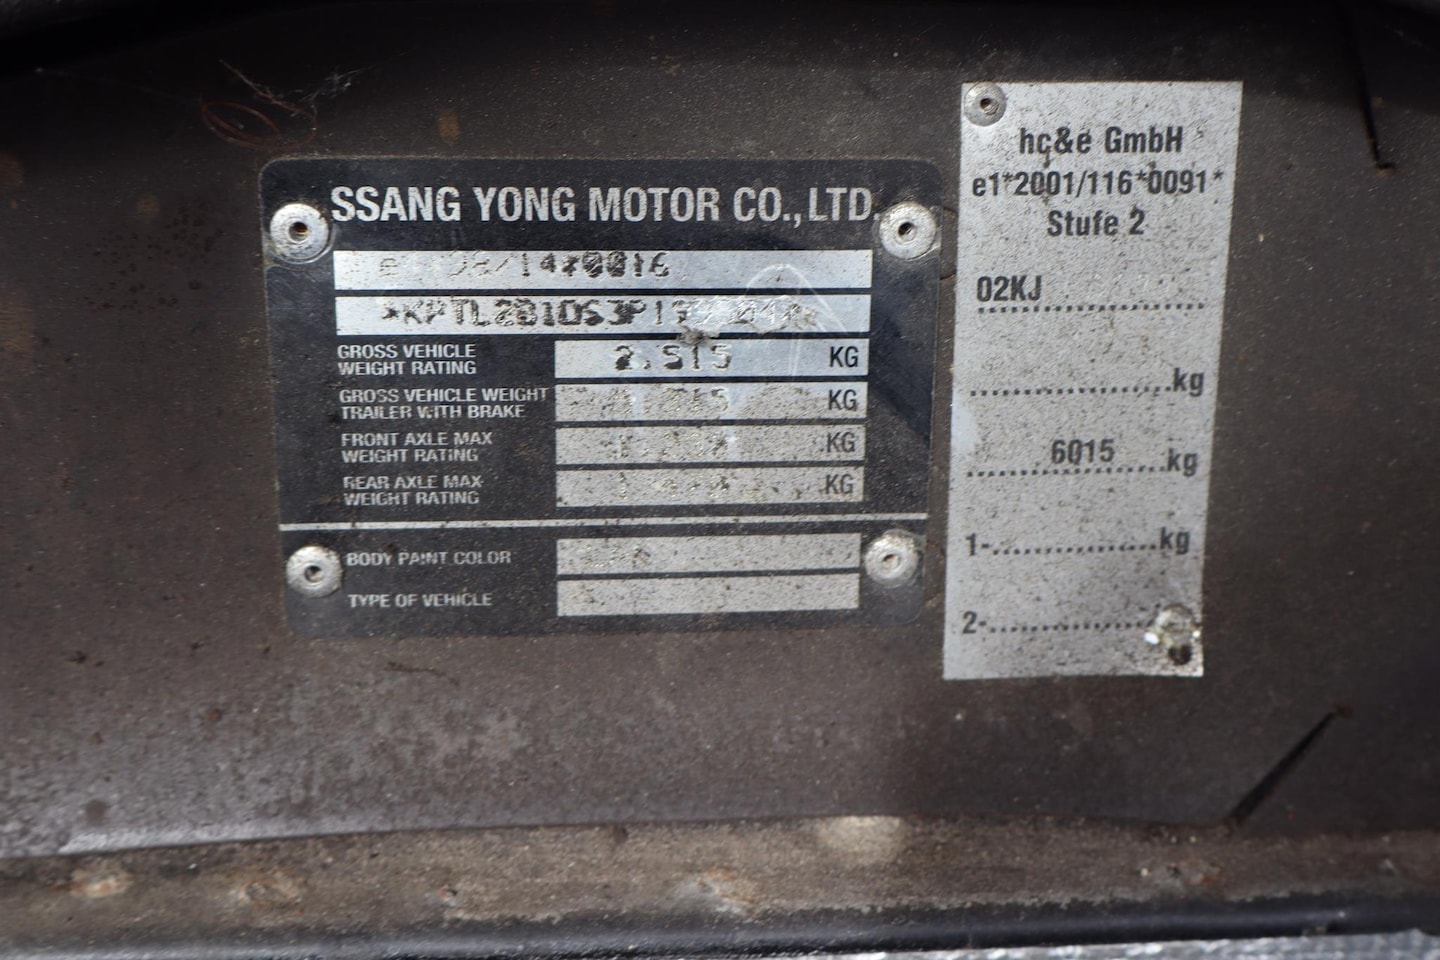 SSANG YONG MOTOR CO.,LTD.
GROSS VEHICLE
WEIGHT RATING
2.515 KG
GROSS VEHICLE WEIGHT
TRAILER WITH BRAKE
KG
FRONT AXLE MAX
WEIGHT RATING
KG
REAR AXLE MAX
WEIGHT RATING
KG
BODY PAINT COLOR
TYPE OF VEHICLE
hc&e GmbH
e1*2001/116*0091*
Stufe 2
02KJ
kg
6015 kg
1- kg
2-